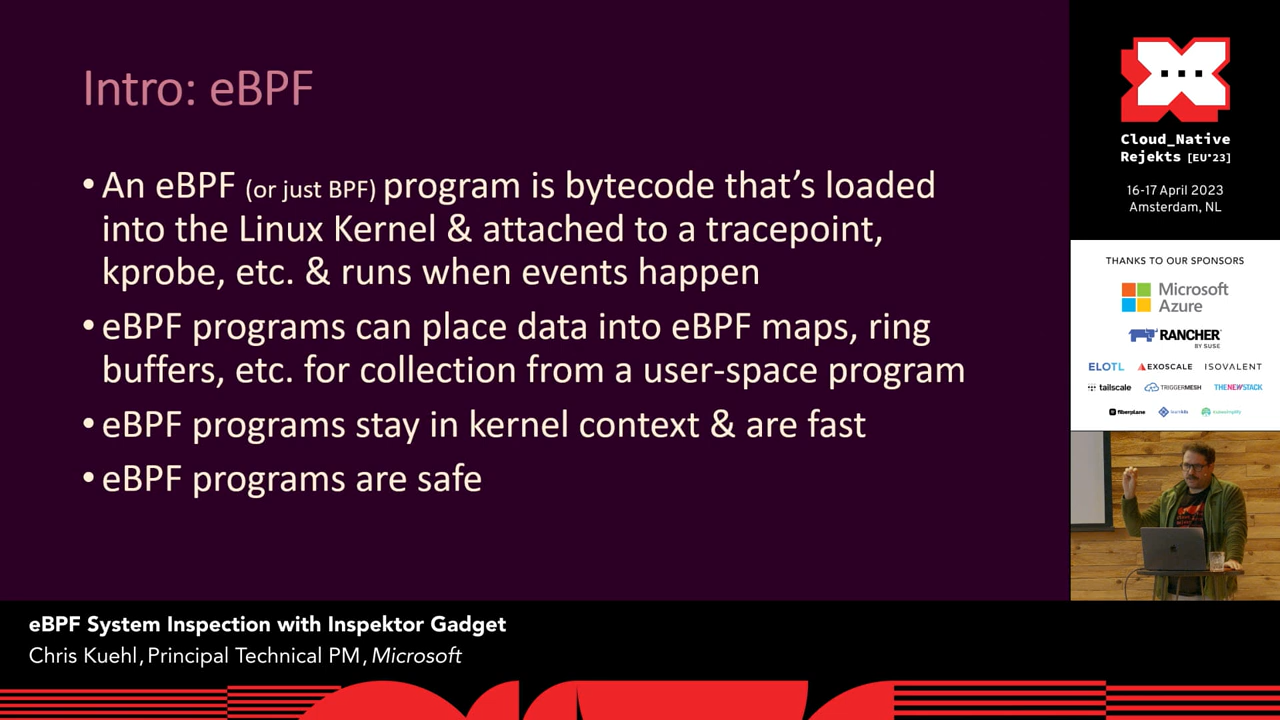 Intro: eBPF
• An eBPF (or just BPF) program is bytecode that's loaded
into the Linux Kernel & attached to a tracepoint,
kprobe, etc. & runs when events happen
• eBPF programs can place data into eBPF maps, ring
buffers, etc. for collection from a user-space program
• eBPF programs stay in kernel context & are fast
• eBPF programs are safe
Cloud_Native
Rejekts [EU*23]
16-17 April 2023
Amsterdam, NL
THANKS TO OUR SPONSORS
Microsoft
Azure
RANCHER
BY SUSE
ELOTL EXOSCALE ISOVALENT
tailscale TRIGGERMESH THENEWSTACK
fiberplane
eBPF System Inspection with Inspektor Gadget
Chris Kuehl, Principal Technical PM, Microsoft